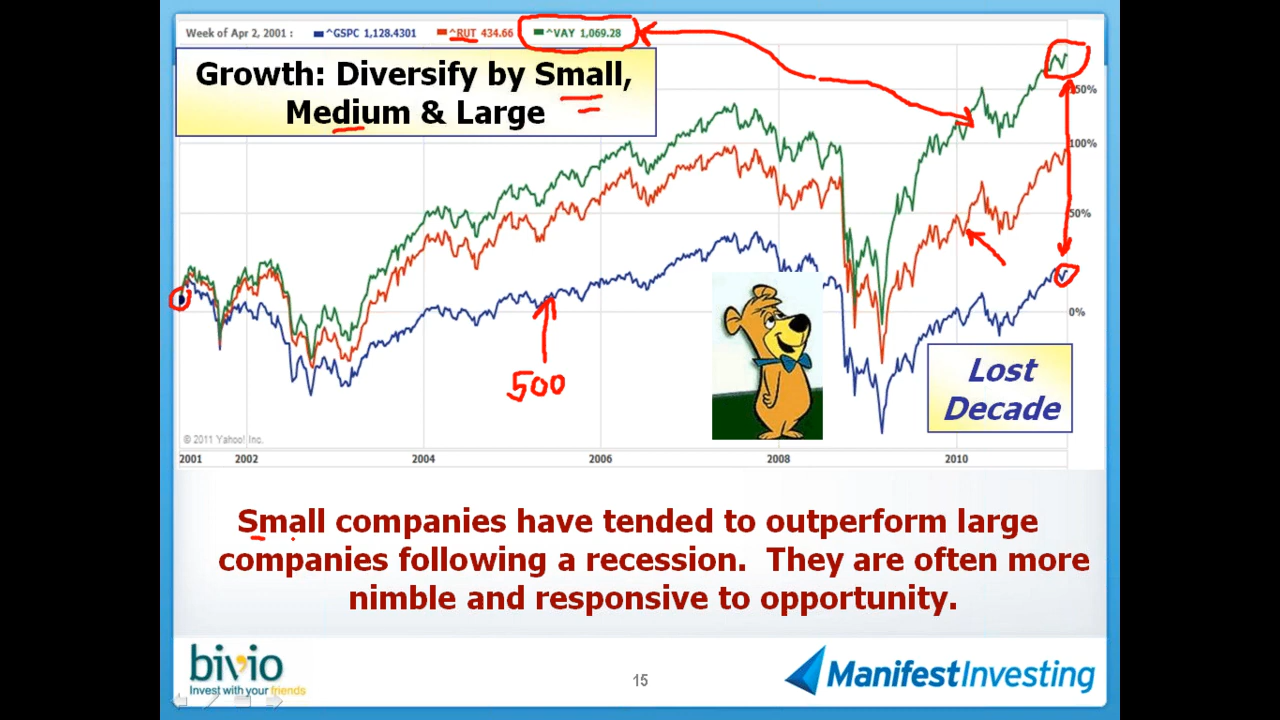 Week of Apr 2, 2001 : ^GSPC 1,128.4301 ^RUT 434.66 ^VAY 1,069.28
Growth: Diversify by Small,
Medium & Large
150%
100%
50%
0%
500
Lost
Decade
© 2011 Yahoo! Inc.
2001 2002 2004 2006 2008 2010
Small companies have tended to outperform large
companies following a recession. They are often more
nimble and responsive to opportunity.
bivio
Invest with your friends
15
ManifestInvesting